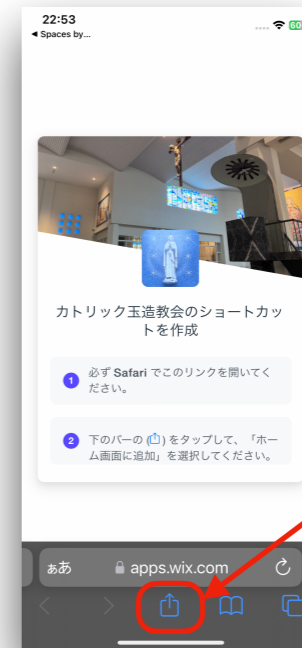 22:53
60
◀ Spaces by...
カトリック玉造教会のショートカッ
トを作成
1 必ず Safari でこのリンクを開いてく
ださい。
2 下のバーの () をタップして、「ホー
ム画面に追加」を選択してください。
ぁあ apps.wix.com